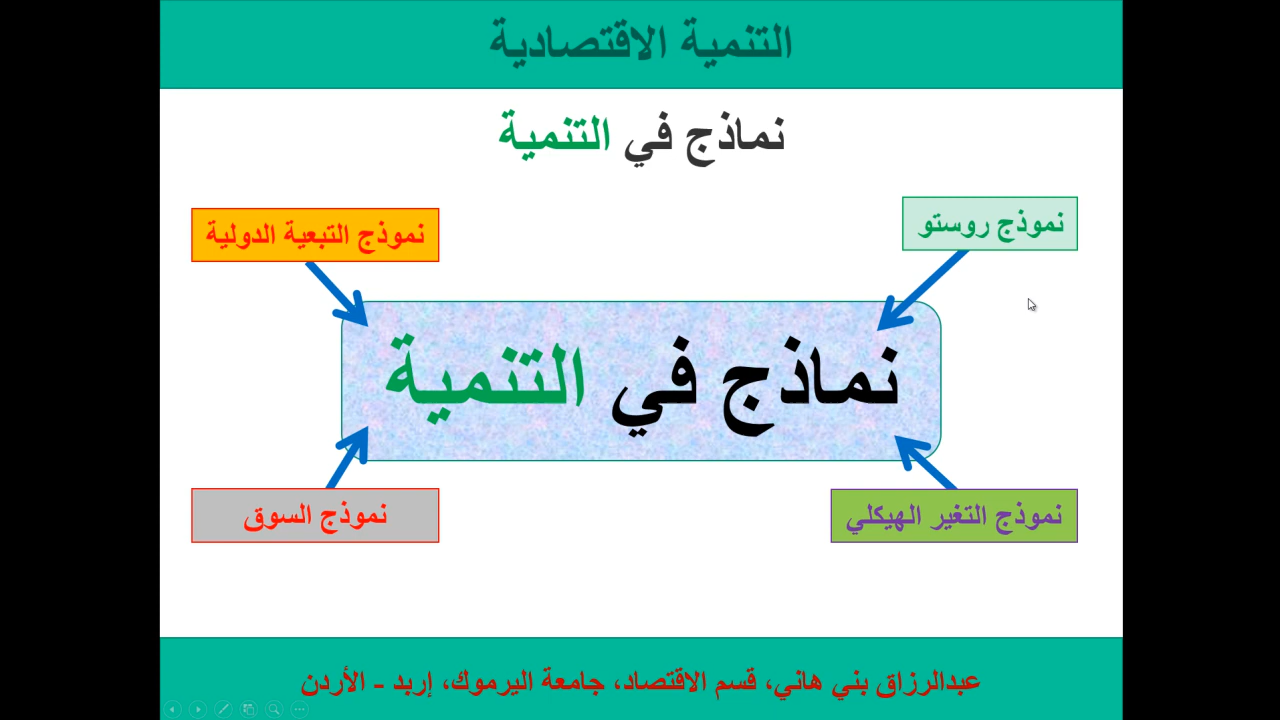 التنمية الاقتصادية
نماذج في التنمية
نموذج روستو
نموذج التبعية الدولية
نماذج في التنمية
نموذج التغير الهيكلي
نموذج السوق
عبدالرزاق بني هاني، قسم الاقتصاد، جامعة اليرموك، إربد - الأردن